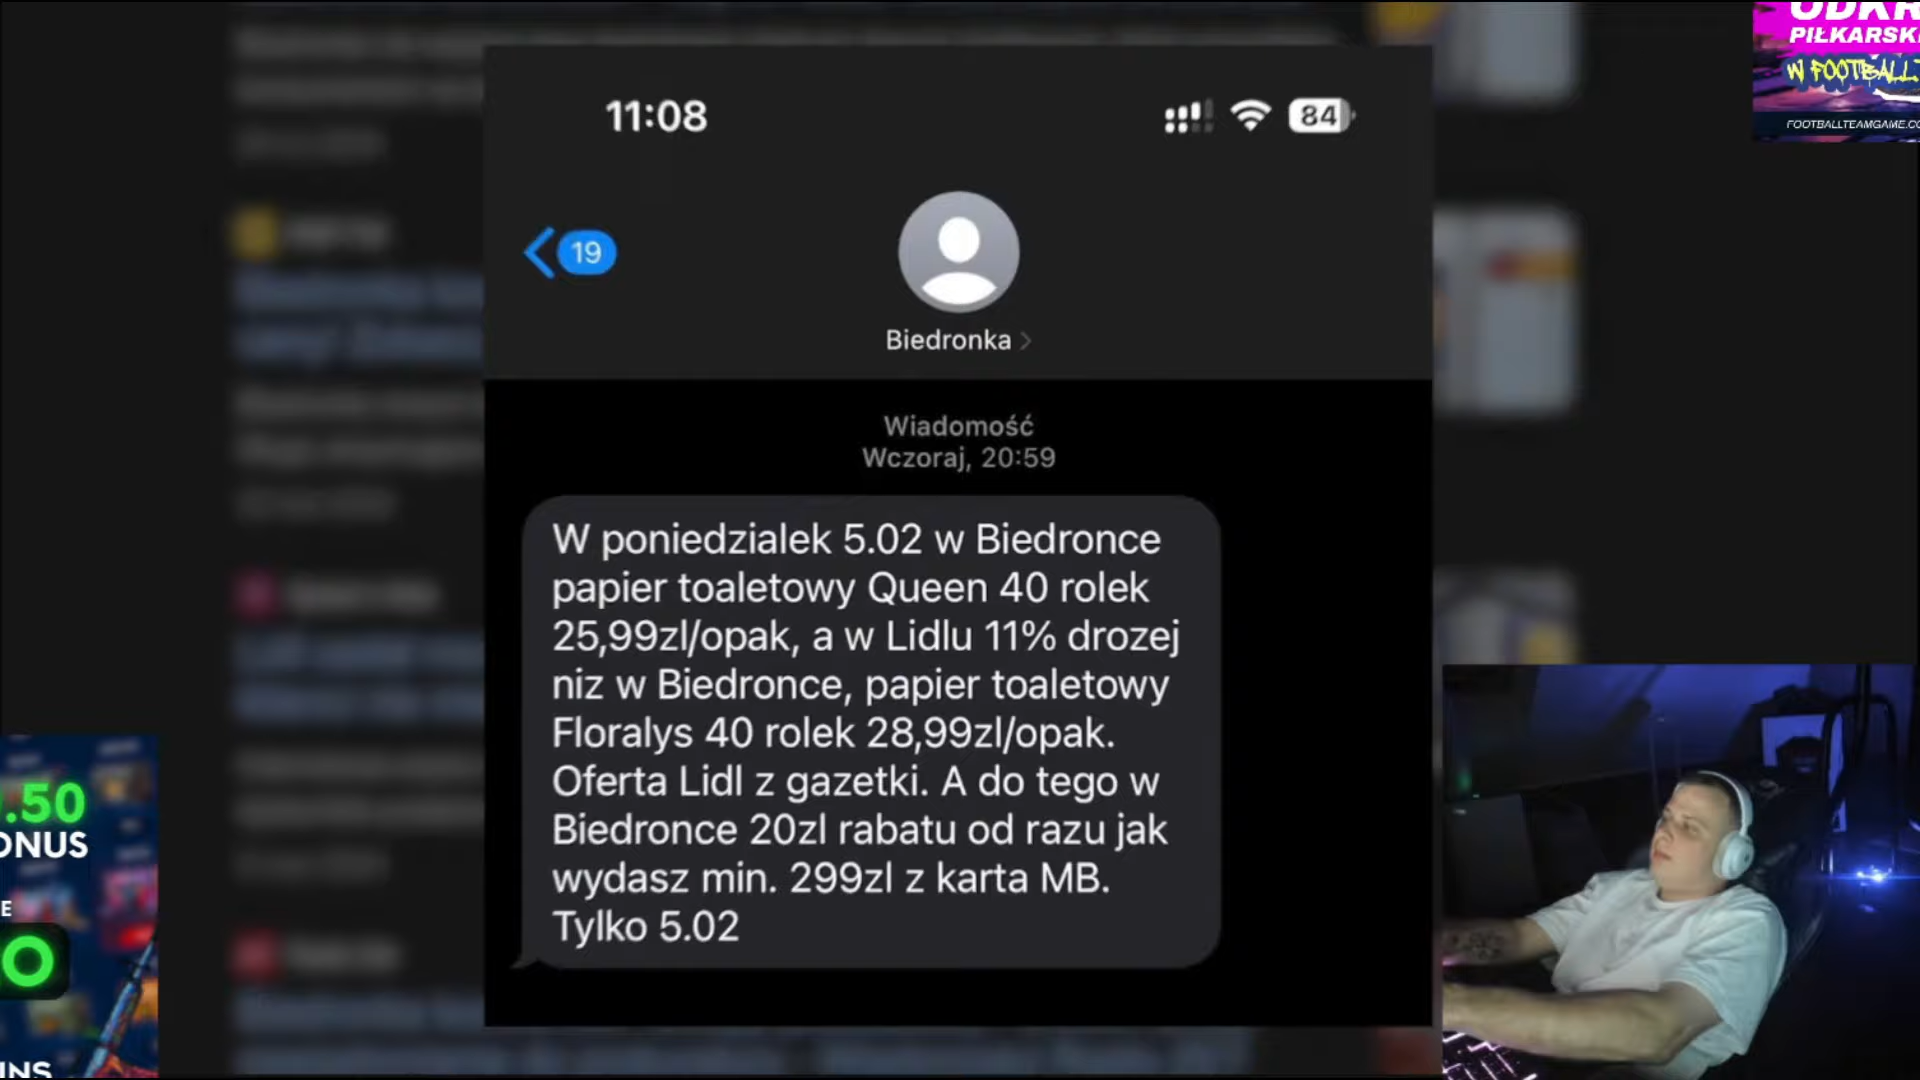 PIŁKARSK
W FOOTBALL
FOOTBALLTEAMGAME.CO
11:08
84
19
Biedronka
Wiadomość
Wczoraj, 20:59
W poniedzialek 5.02 w Biedronce
papier toaletowy Queen 40 rolek
25,99zl/opak, a w Lidlu 11% drozej
niz w Biedronce, papier toaletowy
Floralys 40 rolek 28,99zl/opak.
Oferta Lidl z gazetki. A do tego w
Biedronce 20zl rabatu od razu jak
wydasz min. 299zl z karta MB.
Tylko 5.02
.50
ONUS
E
O